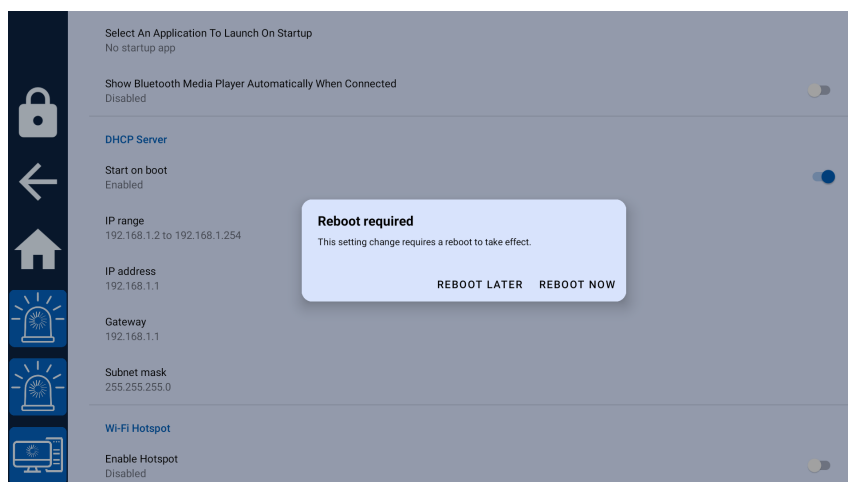 Select An Application To Launch On Startup
No startup app
Show Bluetooth Media Player Automatically When Connected
Disabled
DHCP Server
Start on boot
Enabled
IP range
192.168.1.2 to 192.168.1.254
IP address
192.168.1.1
Gateway
192.168.1.1
Subnet mask
255.255.255.0
Wi-Fi Hotspot
Enable Hotspot
Disabled
Reboot required
This setting change requires a reboot to take effect.
REBOOT LATER REBOOT NOW